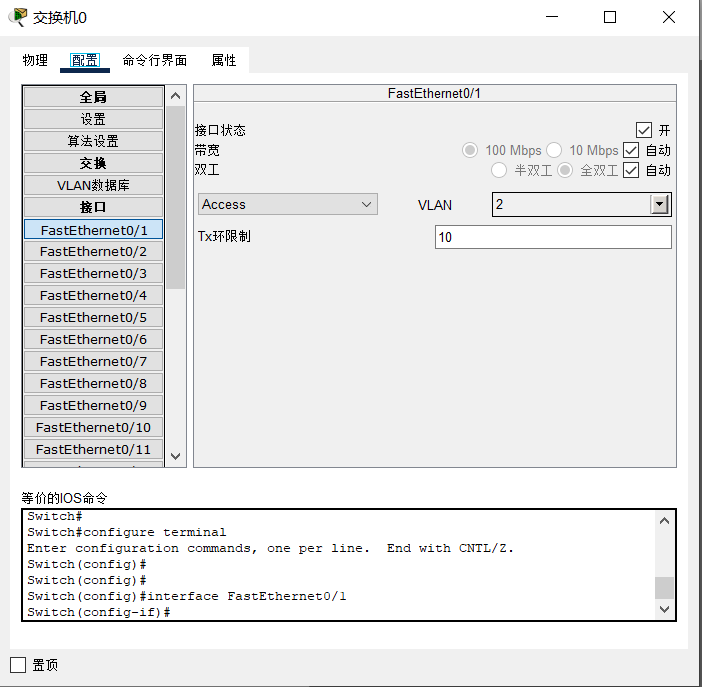 交换机0
物理 配置 命令行界面 属性
全局
设置
算法设置
交换
VLAN数据库
接口
FastEthernet0/1
FastEthernet0/2
FastEthernet0/3
FastEthernet0/4
FastEthernet0/5
FastEthernet0/6
FastEthernet0/7
FastEthernet0/8
FastEthernet0/9
FastEthernet0/10
FastEthernet0/11
FastEthernet0/1
接口状态 开
带宽 100 Mbps 10 Mbps 自动
双工 半双工 全双工 自动
Access VLAN 2
Tx环限制 10
等价的IOS命令
Switch#
Switch#configure terminal
Enter configuration commands, one per line.  End with CNTL/Z.
Switch(config)#
Switch(config)#
Switch(config)#interface FastEthernet0/1
Switch(config-if)#
置顶